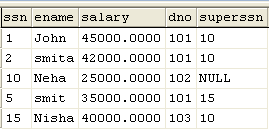 ssn ename salary dno superssn
1 John 45000.0000 101 10
2 smita 42000.0000 101 10
10 Neha 25000.0000 102 NULL
5 smit 35000.0000 101 15
15 Nisha 40000.0000 103 10